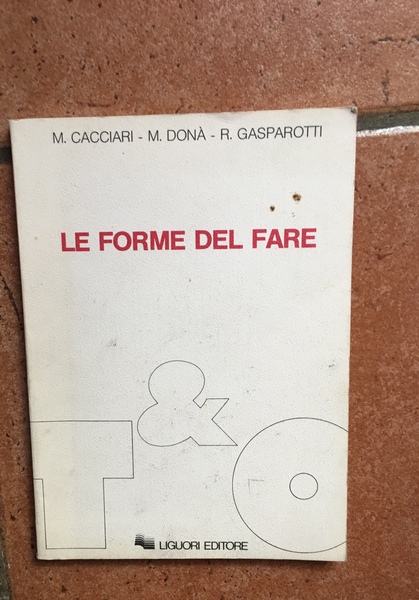 M. CACCIARI - M. DONÀ - R. GASPAROTTI
LE FORME DEL FARE
T&O
LIGUORI EDITORE